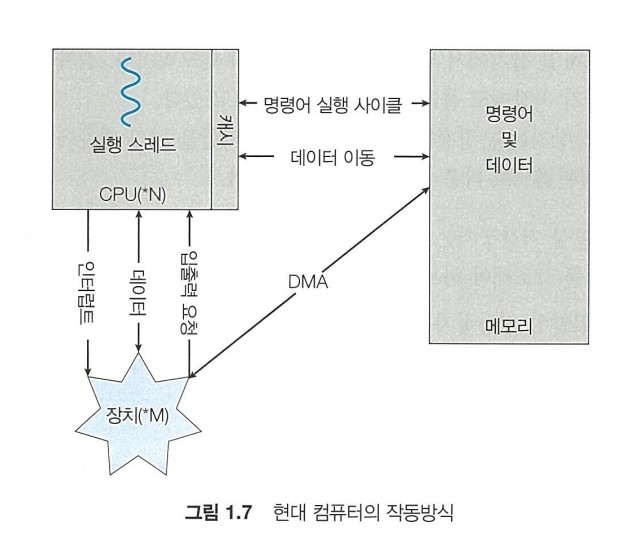 실행 스레드
캐시
CPU(*N)
명령어 실행 사이클
데이터 이동
명령어
및
데이터
메모리
인터럽트
데이터
입출력 요청
DMA
장치(*M)
그림 1.7 현대 컴퓨터의 작동방식